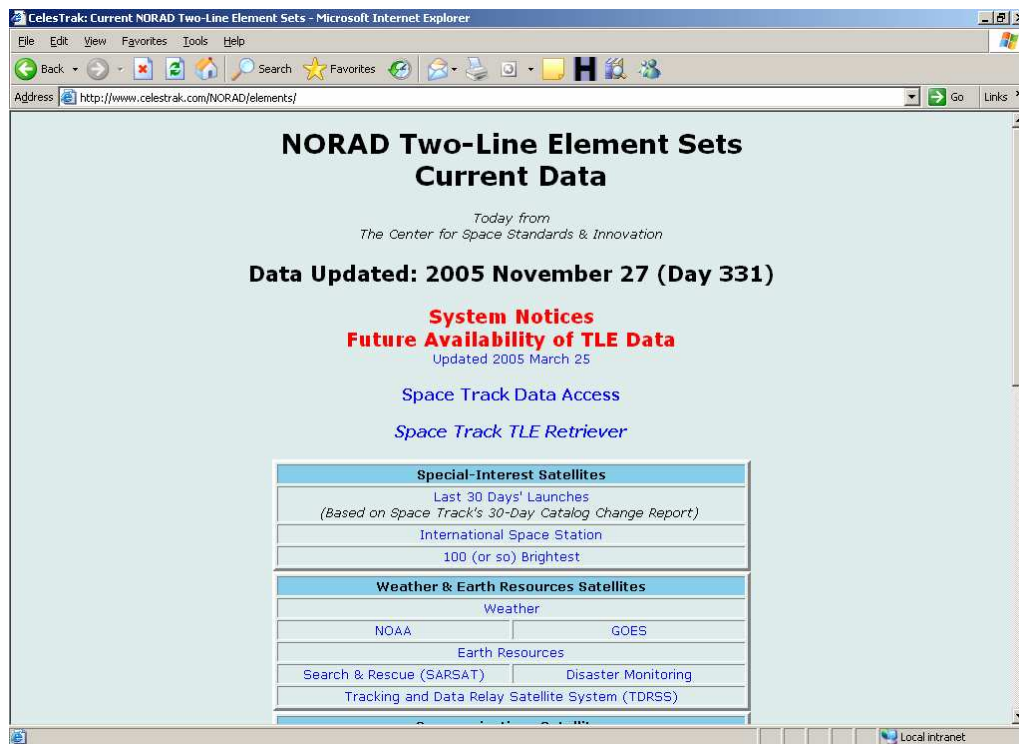 CelesTrak: Current NORAD Two-Line Element Sets - Microsoft Internet Explorer
File Edit View Favorites Tools Help
Back Search Favorites H
Address http://www.celestrak.com/NORAD/elements/ Go Links
NORAD Two-Line Element Sets
Current Data
Today from
The Center for Space Standards & Innovation
Data Updated: 2005 November 27 (Day 331)
System Notices
Future Availability of TLE Data
Updated 2005 March 25
Space Track Data Access
Space Track TLE Retriever
Special-Interest Satellites
Last 30 Days' Launches
(Based on Space Track's 30-Day Catalog Change Report)
International Space Station
100 (or so) Brightest
Weather & Earth Resources Satellites
Weather
NOAA GOES
Earth Resources
Search & Rescue (SARSAT) Disaster Monitoring
Tracking and Data Relay Satellite System (TDRSS)
Local intranet